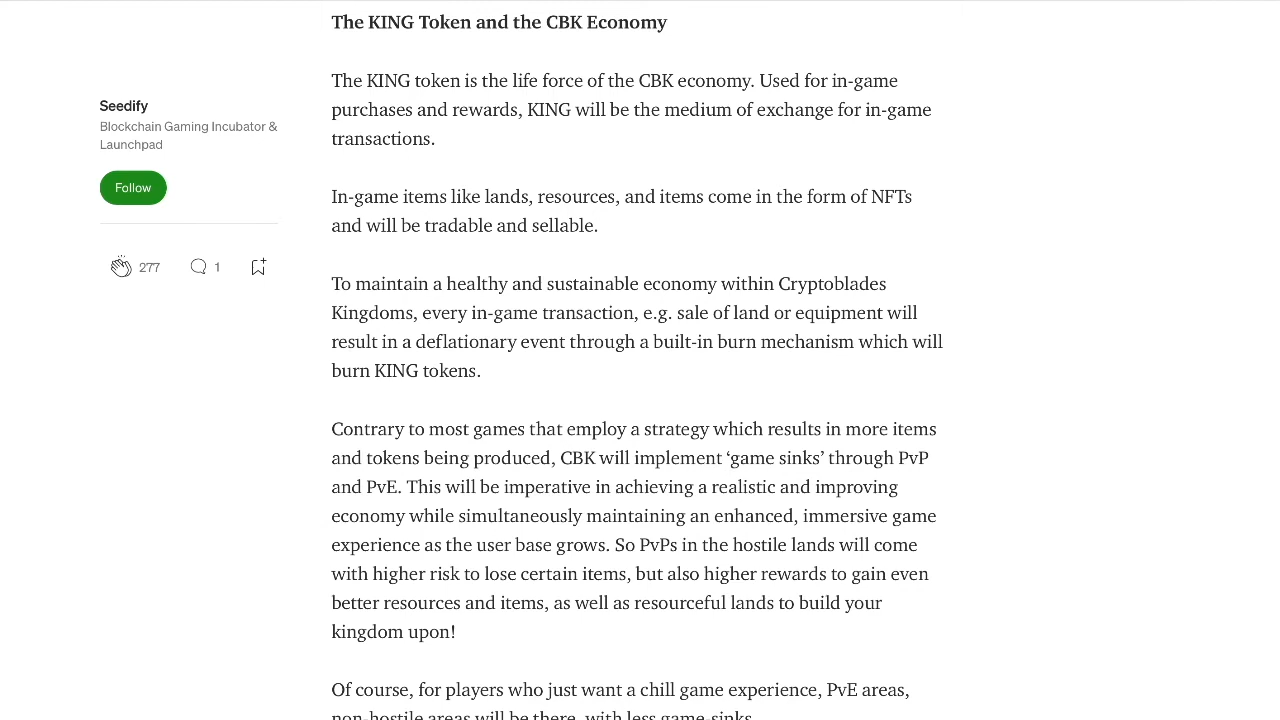 The KING Token and the CBK Economy
The KING token is the life force of the CBK economy. Used for in-game
purchases and rewards, KING will be the medium of exchange for in-game
transactions.
Seedify
Blockchain Gaming Incubator &
Launchpad
Follow
277
1
In-game items like lands, resources, and items come in the form of NFTs
and will be tradable and sellable.
To maintain a healthy and sustainable economy within Cryptoblades
Kingdoms, every in-game transaction, e.g. sale of land or equipment will
result in a deflationary event through a built-in burn mechanism which will
burn KING tokens.
Contrary to most games that employ a strategy which results in more items
and tokens being produced, CBK will implement ‘game sinks’ through PvP
and PvE. This will be imperative in achieving a realistic and improving
economy while simultaneously maintaining an enhanced, immersive game
experience as the user base grows. So PvPs in the hostile lands will come
with higher risk to lose certain items, but also higher rewards to gain even
better resources and items, as well as resourceful lands to build your
kingdom upon!
Of course, for players who just want a chill game experience, PvE areas,
non-hostile areas will be there, with less game-sinks.